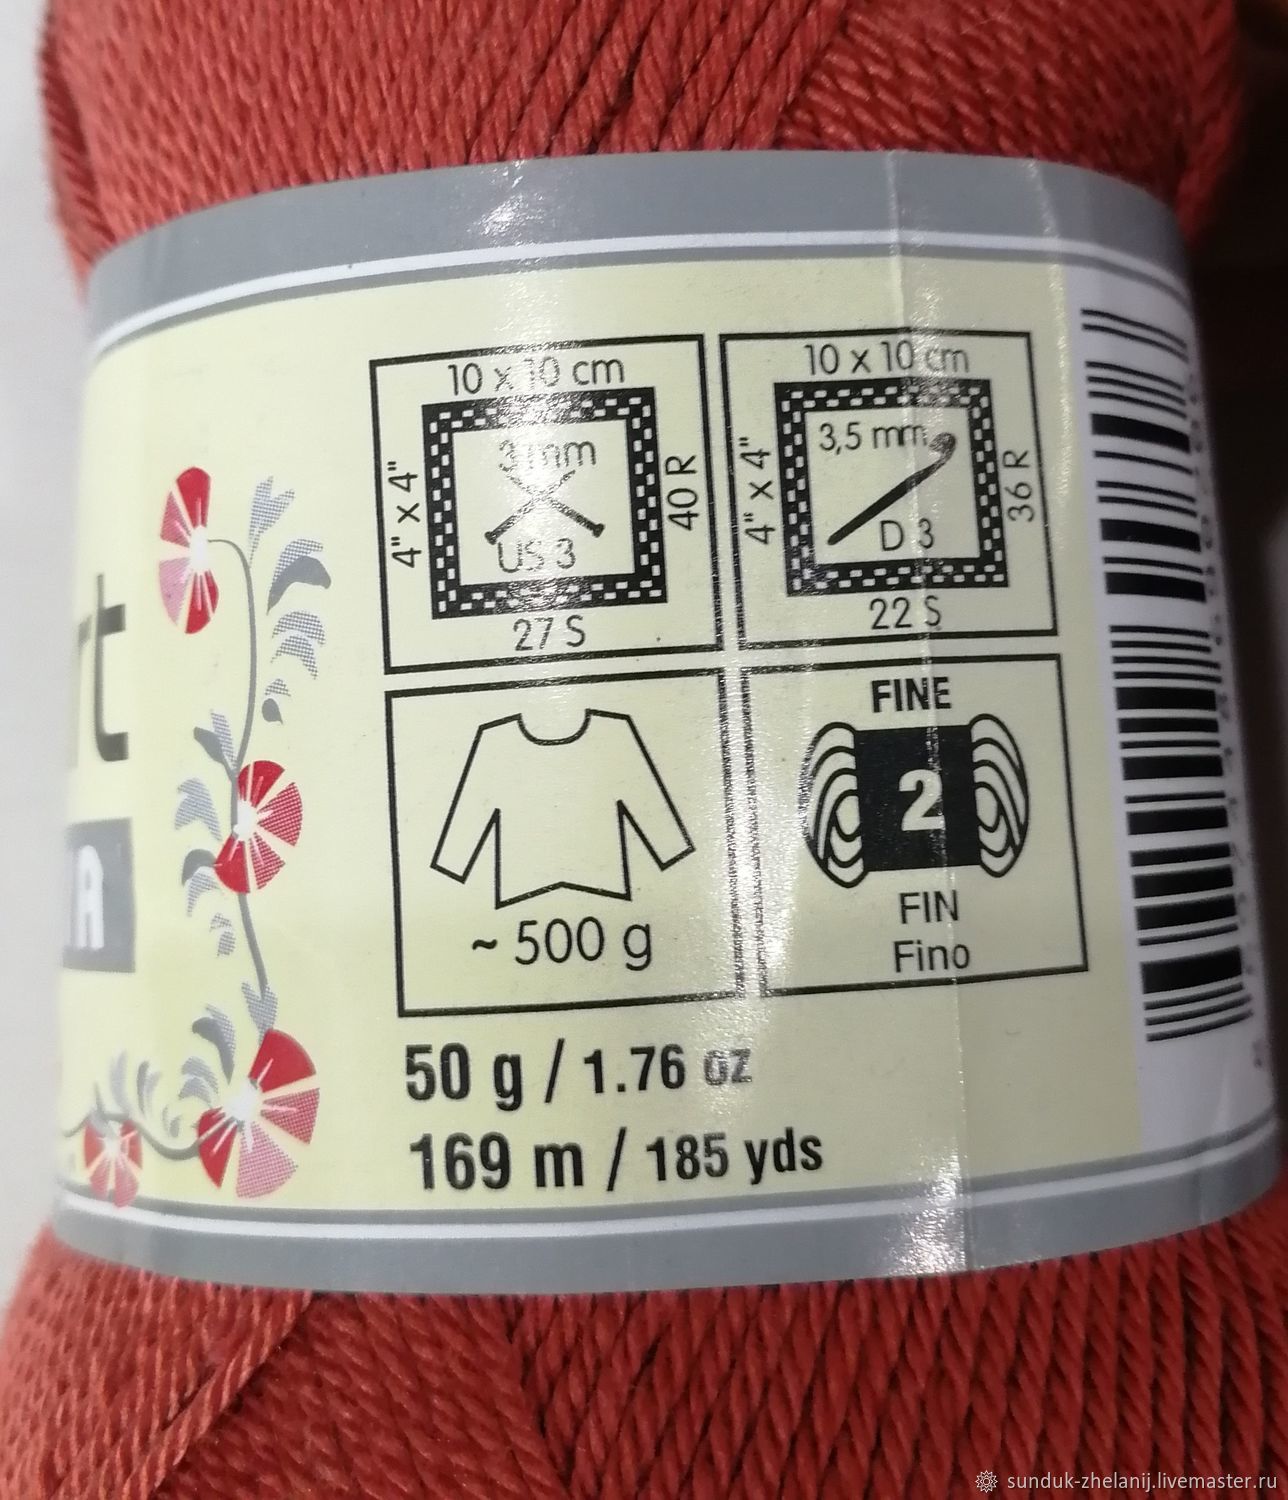 rt
A
10 x 10 cm
4" x 4"
3 mm
US 3
40 R
27 S
10 x 10 cm
4" x 4"
3,5 mm
D 3
36 R
22 S
~ 500 g
FINE
2
FIN
Fino
50 g / 1.76 oz
169 m / 185 yds
sunduk-zhelanij.livemaster.ru